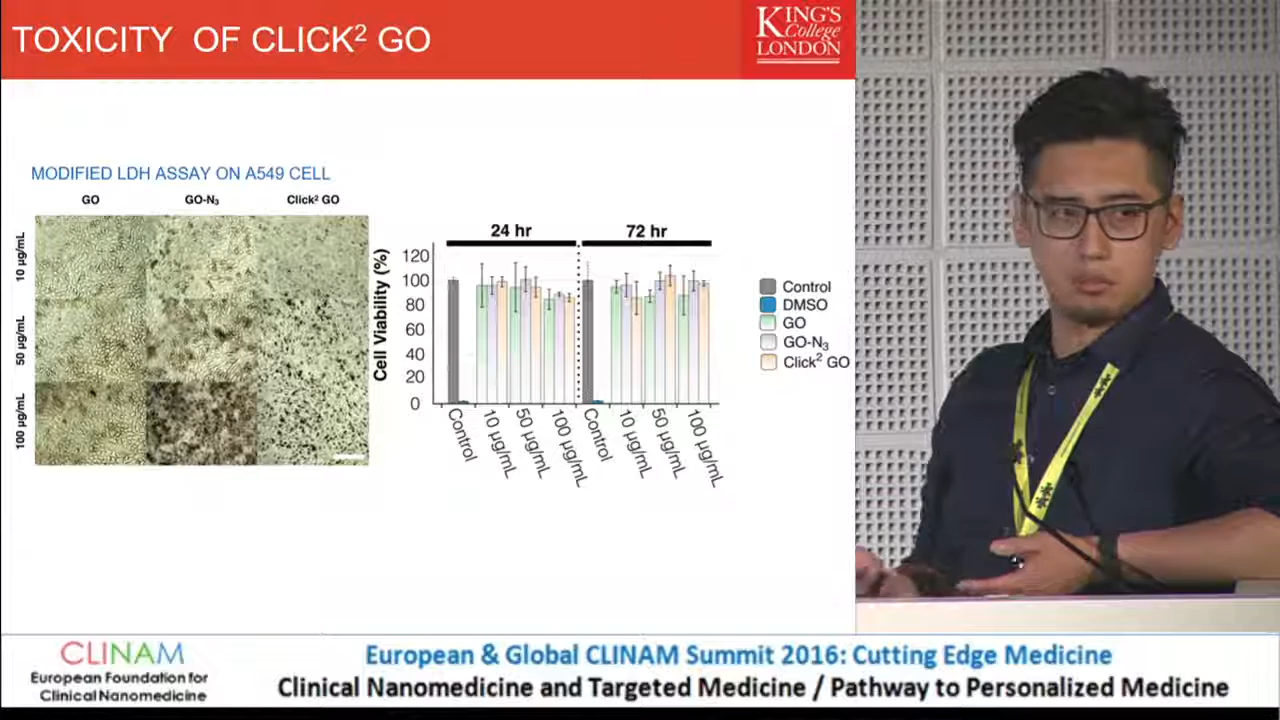 TOXICITY OF CLICK² GO
KING'S
College
LONDON
MODIFIED LDH ASSAY ON A549 CELL
GO
GO-N₃
Click² GO
10 µg/mL
50 µg/mL
100 µg/mL
24 hr
72 hr
Cell Viability (%)
120
100
80
60
40
20
0
Control
10 µg/mL
50 µg/mL
100 µg/mL
Control
10 µg/mL
50 µg/mL
100 µg/mL
Control
DMSO
GO
GO-N₃
Click² GO
CLINAM
European Foundation for
Clinical Nanomedicine
European & Global CLINAM Summit 2016: Cutting Edge Medicine
Clinical Nanomedicine and Targeted Medicine / Pathway to Personalized Medicine